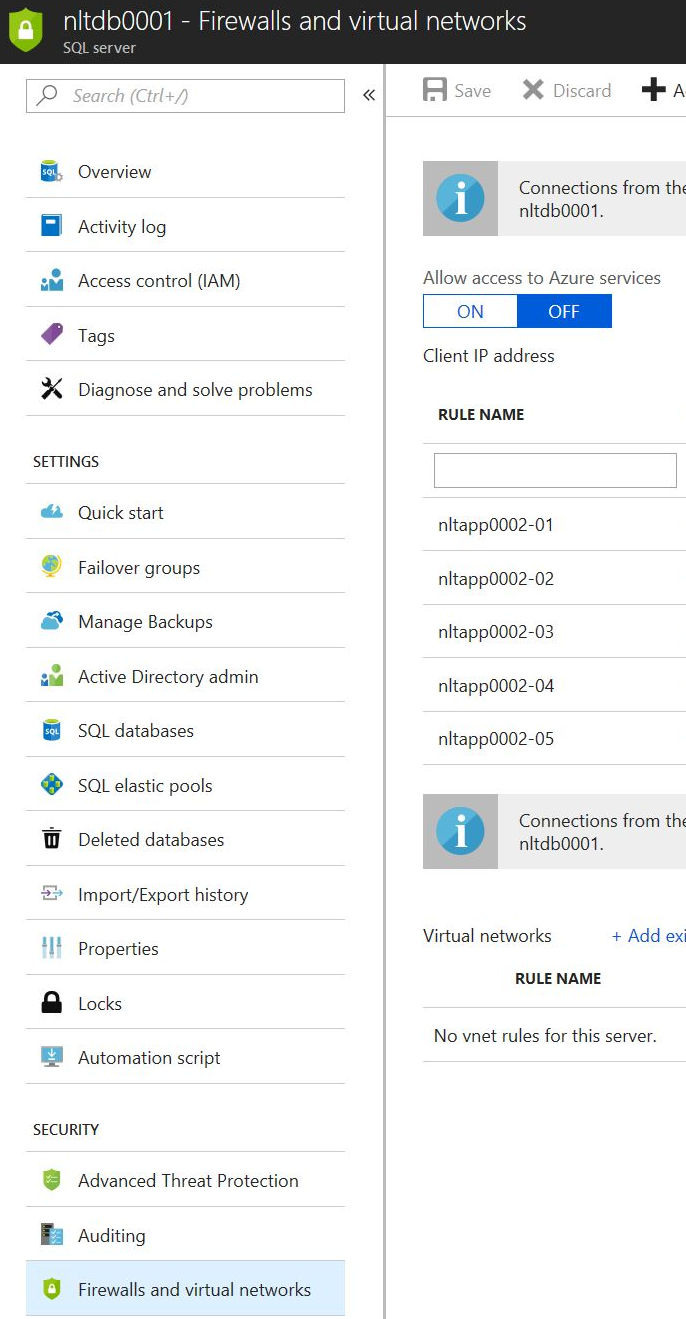 nltdb0001 - Firewalls and virtual networks
SQL server
Search (Ctrl+/)
«
Overview
Activity log
Access control (IAM)
Tags
Diagnose and solve problems
SETTINGS
Quick start
Failover groups
Manage Backups
Active Directory admin
SQL databases
SQL elastic pools
Deleted databases
Import/Export history
Properties
Locks
Automation script
SECURITY
Advanced Threat Protection
Auditing
Firewalls and virtual networks
Save Discard
Connections from the
nltdb0001.
Allow access to Azure services
ON OFF
Client IP address
RULE NAME
nltapp0002-01
nltapp0002-02
nltapp0002-03
nltapp0002-04
nltapp0002-05
Connections from the
nltdb0001.
Virtual networks + Add exi
RULE NAME
No vnet rules for this server.